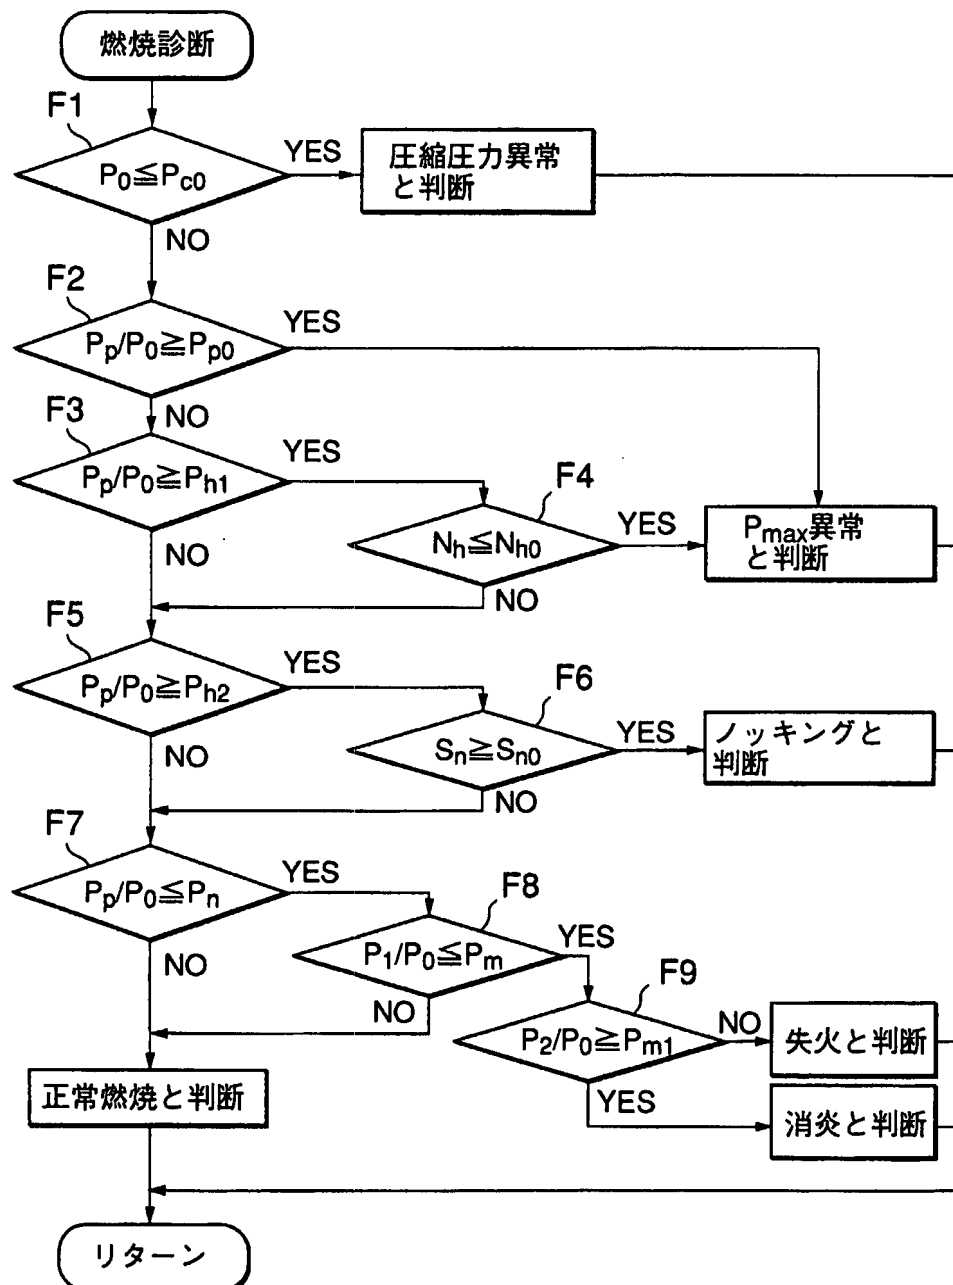 燃焼診断
F1
P0≦Pc0
YES
圧縮圧力異常
と判断
NO
F2
Pp/P0≧Pp0
YES
NO
F3
Pp/P0≧Ph1
YES
NO
F4
Nh≦Nh0
YES
Pmax異常
と判断
NO
F5
Pp/P0≧Ph2
YES
NO
F6
Sn≧Sn0
YES
ノッキングと
判断
NO
F7
Pp/P0≦Pn
YES
NO
F8
P1/P0≦Pm
YES
NO
F9
P2/P0≧Pm1
NO
失火と判断
YES
消炎と判断
正常燃焼と判断
リターン